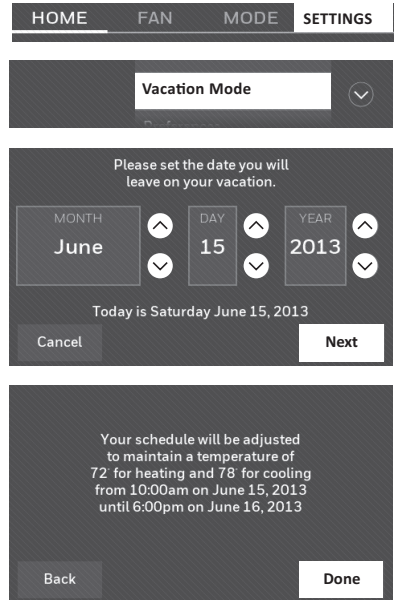 HOME FAN MODE SETTINGS
Vacation Mode
Please set the date you will
leave on your vacation.
MONTH DAY YEAR
June 15 2013
Today is Saturday June 15, 2013
Cancel Next
Your schedule will be adjusted
to maintain a temperature of
72° for heating and 78° for cooling
from 10:00am on June 15, 2013
until 6:00pm on June 16, 2013
Back Done